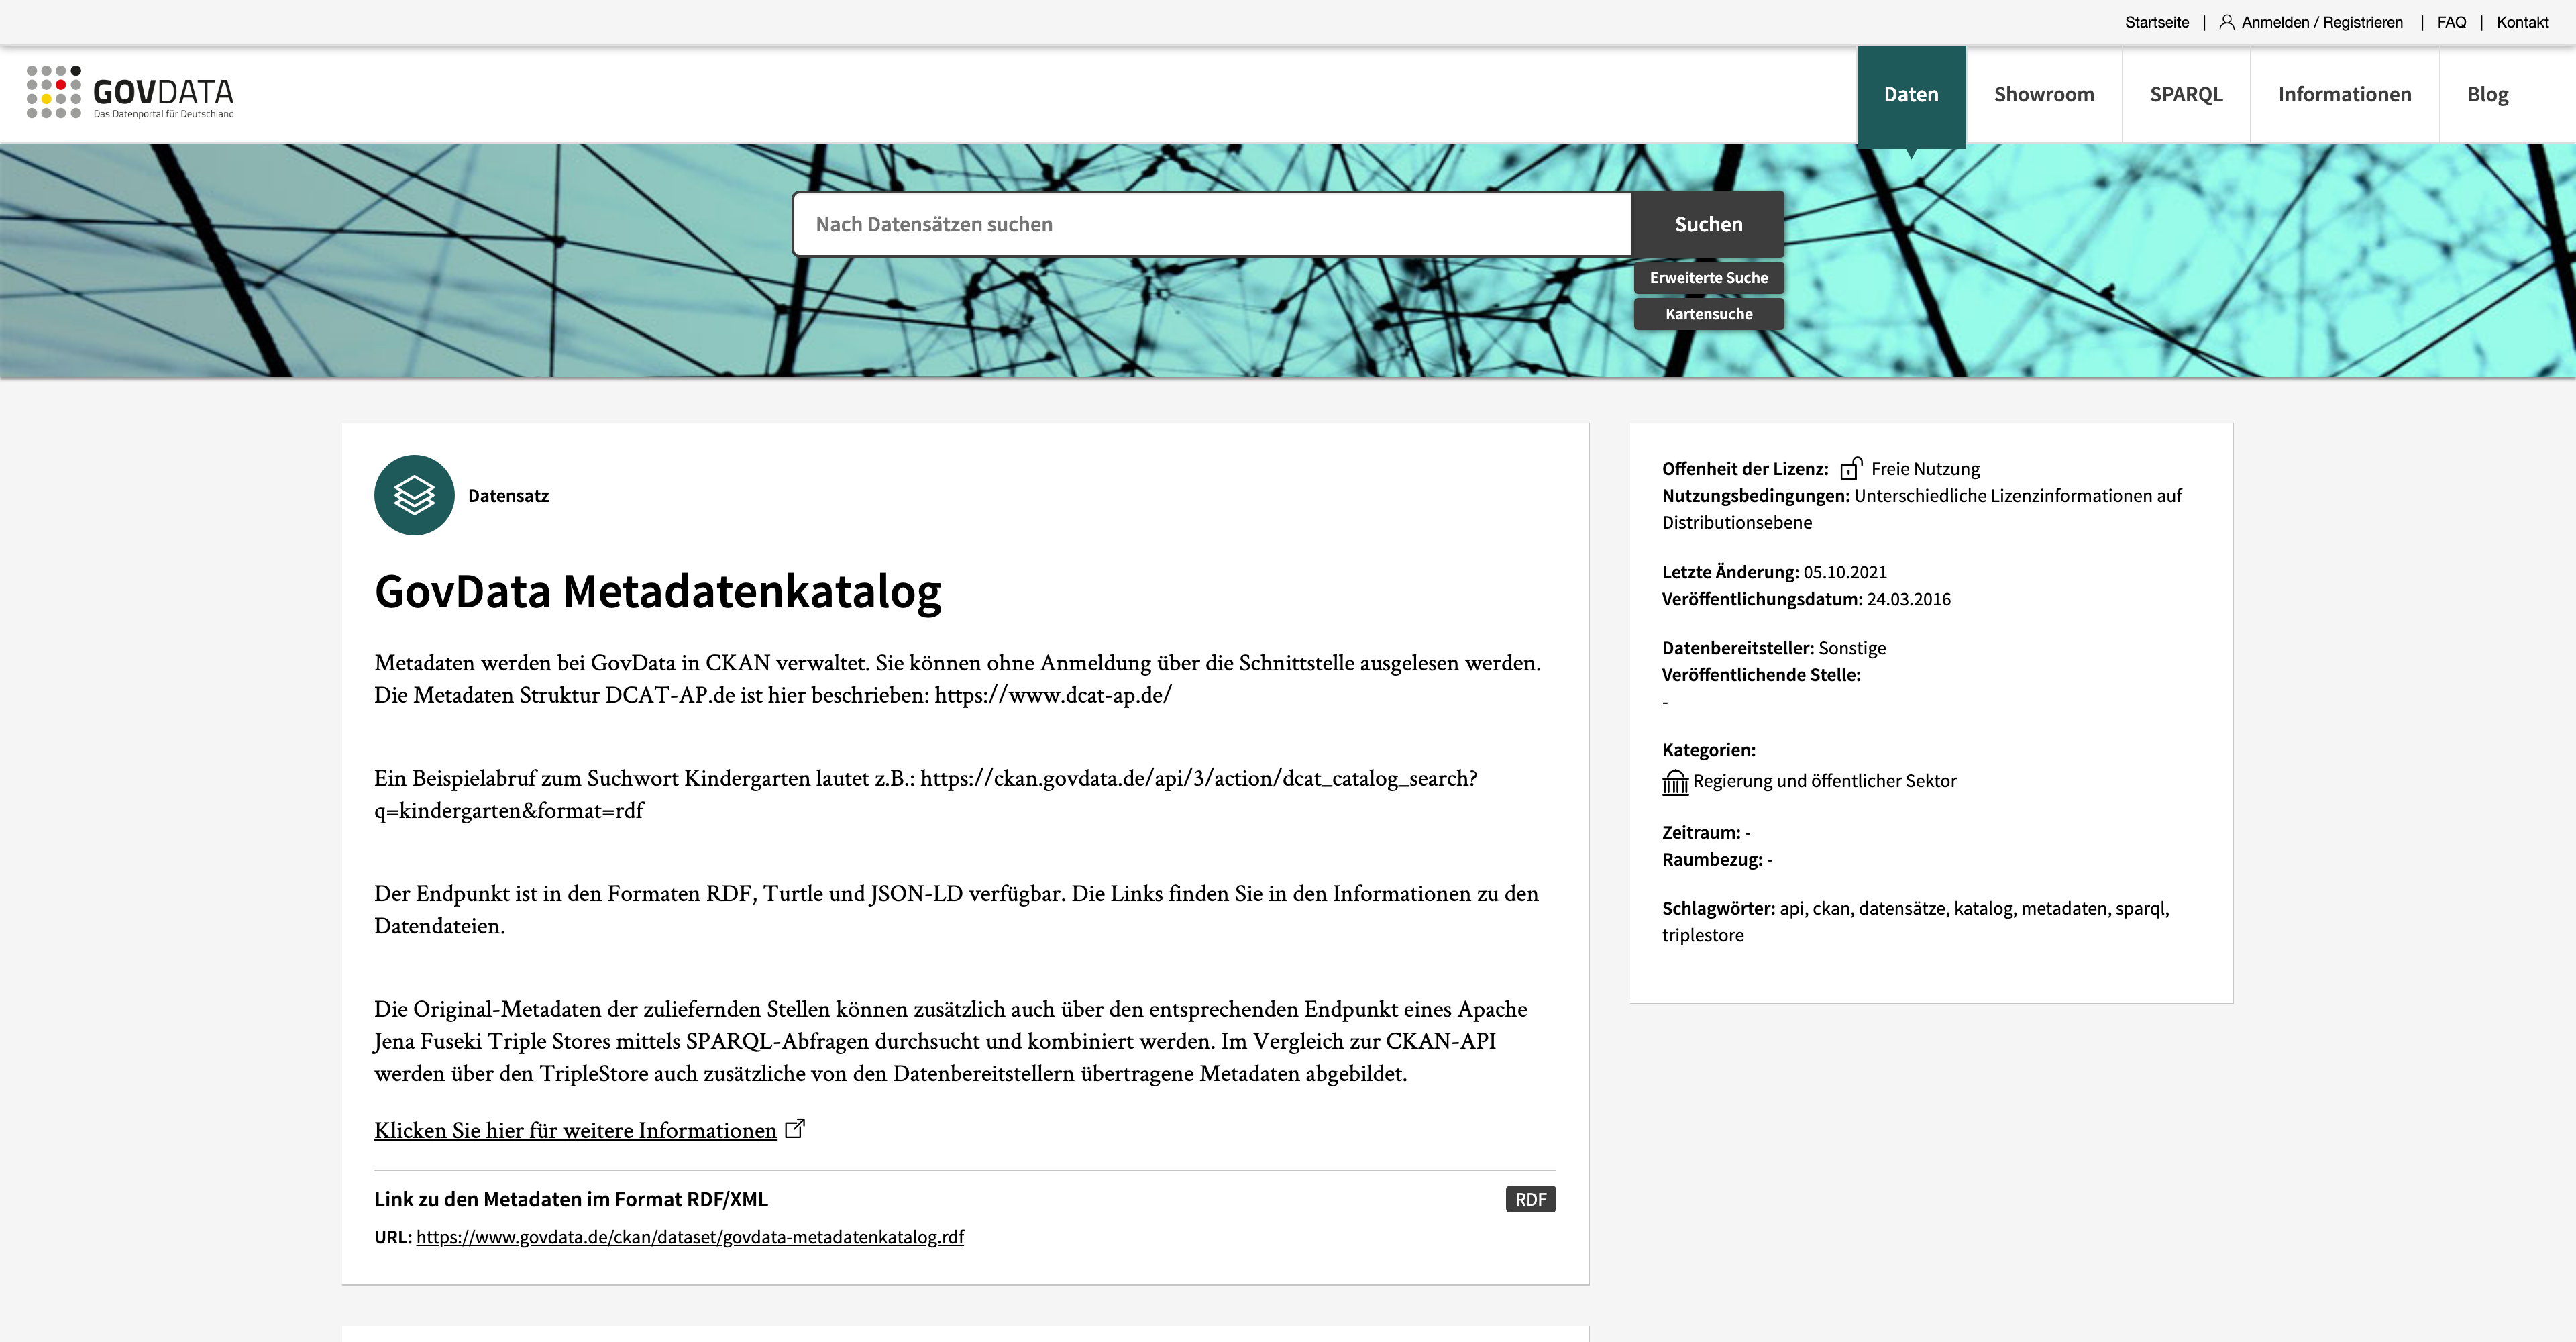 Startseite | Anmelden / Registrieren | FAQ | Kontakt
GOVDATA
Das Datenportal für Deutschland
Daten
Showroom
SPARQL
Informationen
Blog
Nach Datensätzen suchen
Suchen
Erweiterte Suche
Kartensuche
Datensatz
GovData Metadatenkatalog
Metadaten werden bei GovData in CKAN verwaltet. Sie können ohne Anmeldung über die Schnittstelle ausgelesen werden.
Die Metadaten Struktur DCAT-AP.de ist hier beschrieben: https://www.dcat-ap.de/
Ein Beispielabruf zum Suchwort Kindergarten lautet z.B.: https://ckan.govdata.de/api/3/action/dcat_catalog_search?
q=kindergarten&format=rdf
Der Endpunkt ist in den Formaten RDF, Turtle und JSON-LD verfügbar. Die Links finden Sie in den Informationen zu den
Datendateien.
Die Original-Metadaten der zuliefernden Stellen können zusätzlich auch über den entsprechenden Endpunkt eines Apache
Jena Fuseki Triple Stores mittels SPARQL-Abfragen durchsucht und kombiniert werden. Im Vergleich zur CKAN-API
werden über den TripleStore auch zusätzliche von den Datenbereitstellern übertragene Metadaten abgebildet.
Klicken Sie hier für weitere Informationen
Link zu den Metadaten im Format RDF/XML
RDF
URL: https://www.govdata.de/ckan/dataset/govdata-metadatenkatalog.rdf
Offenheit der Lizenz: Freie Nutzung
Nutzungsbedingungen: Unterschiedliche Lizenzinformationen auf
Distributionsebene
Letzte Änderung: 05.10.2021
Veröffentlichungsdatum: 24.03.2016
Datenbereitsteller: Sonstige
Veröffentlichende Stelle:
-
Kategorien:
Regierung und öffentlicher Sektor
Zeitraum: -
Raumbezug: -
Schlagwörter: api, ckan, datensätze, katalog, metadaten, sparql,
triplestore